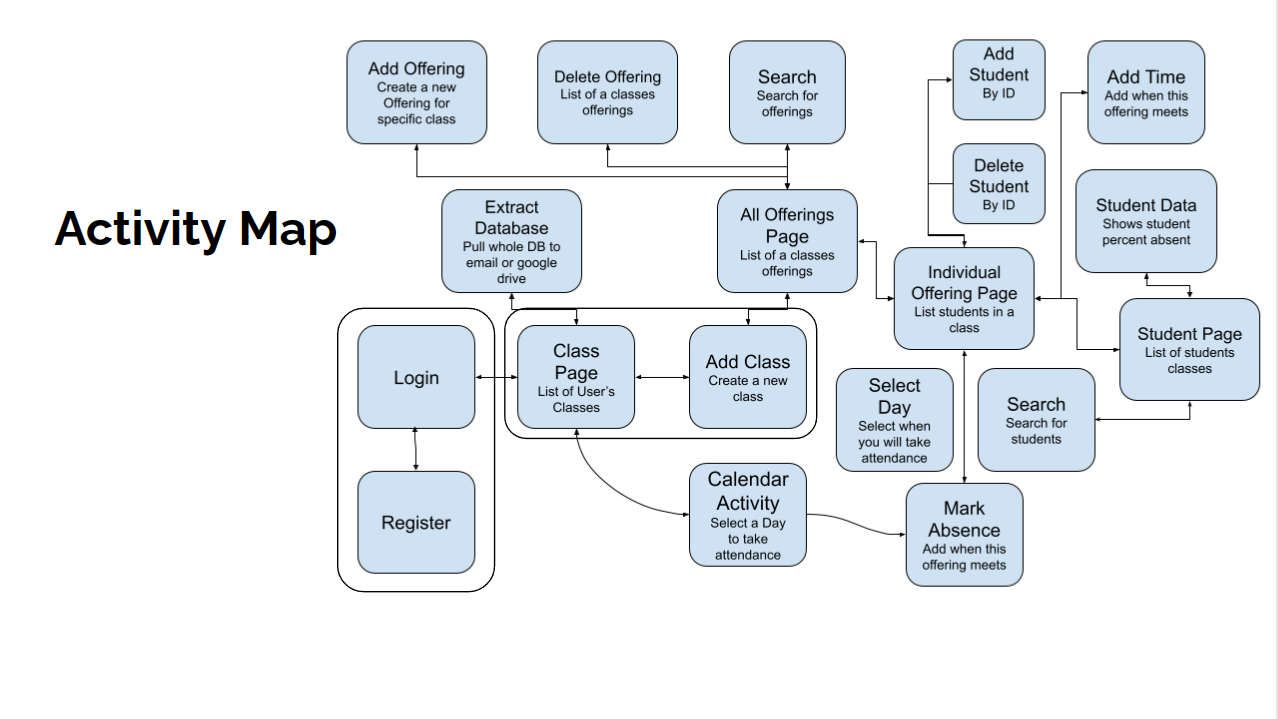 Activity Map
Add Offering
Create a new
Offering for
specific class
Delete Offering
List of a classes
offerings
Search
Search for
offerings
Add
Student
By ID
Add Time
Add when this
offering meets
Delete
Student
By ID
Extract
Database
Pull whole DB to
email or google
drive
All Offerings
Page
List of a classes
offerings
Student Data
Shows student
percent absent
Individual
Offering Page
List students in a
class
Student Page
List of students
classes
Login
Class
Page
List of User's
Classes
Add Class
Create a new
class
Select
Day
Select when
you will take
attendance
Search
Search for
students
Register
Calendar
Activity
Select a Day
to take
attendance
Mark
Absence
Add when this
offering meets